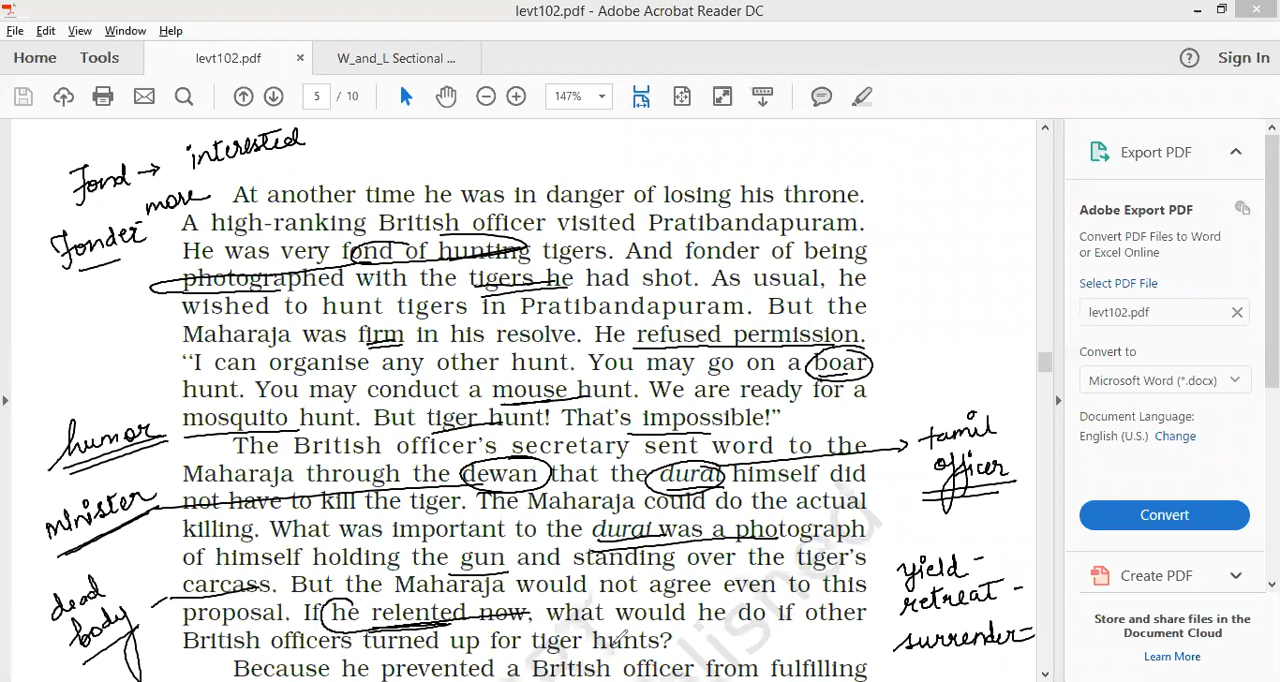 levt102.pdf - Adobe Acrobat Reader DC
File Edit View Window Help
Home Tools levt102.pdf × W_and_L Sectional ... Sign In
5 / 10 147%
Fond → interested
Fonder - more
At another time he was in danger of losing his throne.
A high-ranking British officer visited Pratibandapuram.
He was very fond of hunting tigers. And fonder of being
photographed with the tigers he had shot. As usual, he
wished to hunt tigers in Pratibandapuram. But the
Maharaja was firm in his resolve. He refused permission.
“I can organise any other hunt. You may go on a boar
hunt. You may conduct a mouse hunt. We are ready for a
mosquito hunt. But tiger hunt! That's impossible!”
humor
The British officer's secretary sent word to the
Maharaja through the dewan that the durai himself did
not have to kill the tiger. The Maharaja could do the actual
killing. What was important to the durai was a photograph
of himself holding the gun and standing over the tiger's
carcass. But the Maharaja would not agree even to this
proposal. If he relented now, what would he do if other
British officers turned up for tiger hunts?
Because he prevented a British officer from fulfilling
minister
dead
body
tamil
officer
yield -
retreat -
surrender -
Export PDF
Adobe Export PDF
Convert PDF Files to Word
or Excel Online
Select PDF File
levt102.pdf ×
Convert to
Microsoft Word (*.docx)
Document Language:
English (U.S.) Change
Convert
Create PDF
Store and share files in the
Document Cloud
Learn More